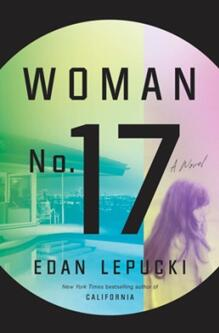 WOMAN
No. 17
A Novel
EDAN LEPUCKI
New York Times bestselling author of
CALIFORNIA